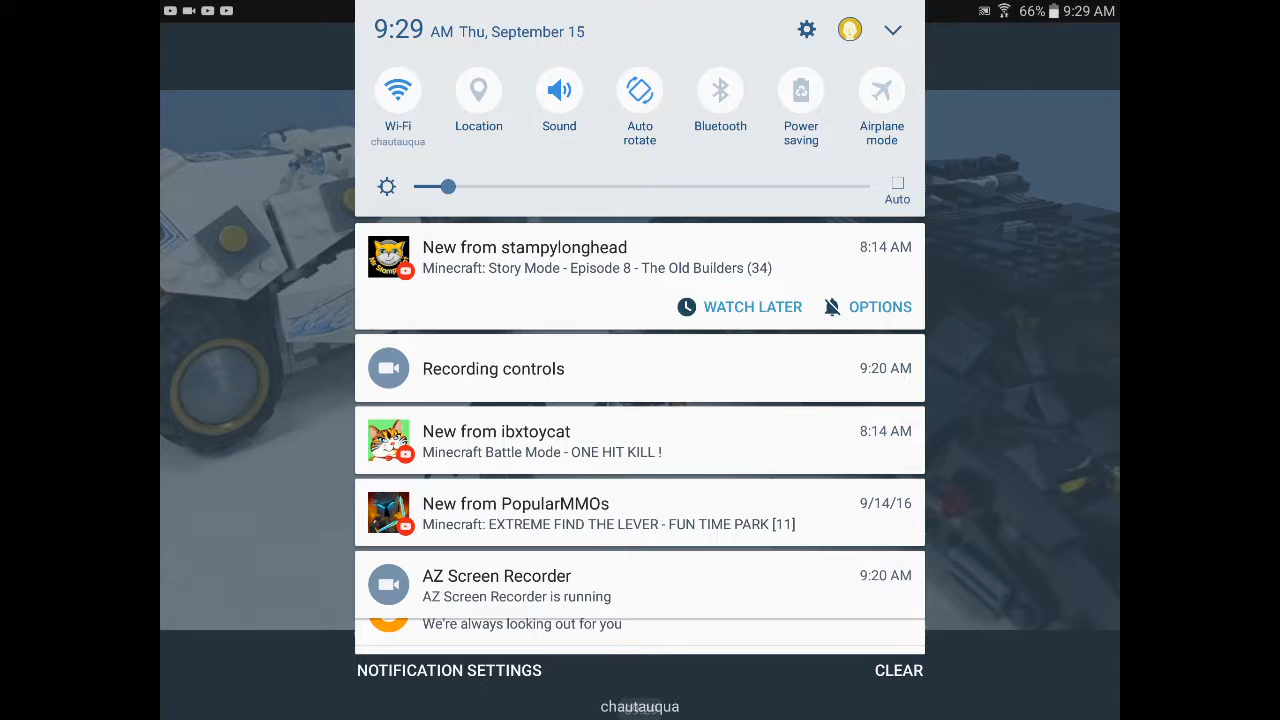 66% 9:29 AM
9:29 AM Thu, September 15
Wi-Fi
chautauqua
Location
Sound
Auto
rotate
Bluetooth
Power
saving
Airplane
mode
Auto
New from stampylonghead 8:14 AM
Minecraft: Story Mode - Episode 8 - The Old Builders (34)
WATCH LATER OPTIONS
Recording controls 9:20 AM
New from ibxtoycat 8:14 AM
Minecraft Battle Mode - ONE HIT KILL !
New from PopularMMOs 9/14/16
Minecraft: EXTREME FIND THE LEVER - FUN TIME PARK [11]
AZ Screen Recorder 9:20 AM
AZ Screen Recorder is running
We're always looking out for you
NOTIFICATION SETTINGS CLEAR
chautauqua